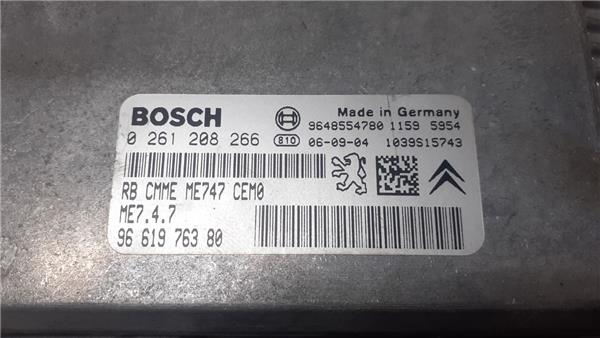 BOSCH
Made in Germany
9648554780 1159 5954
0 261 208 266
810
06-09-04 1039S15743
RB CMME ME747 CEM0
ME7.4.7
96 619 763 80